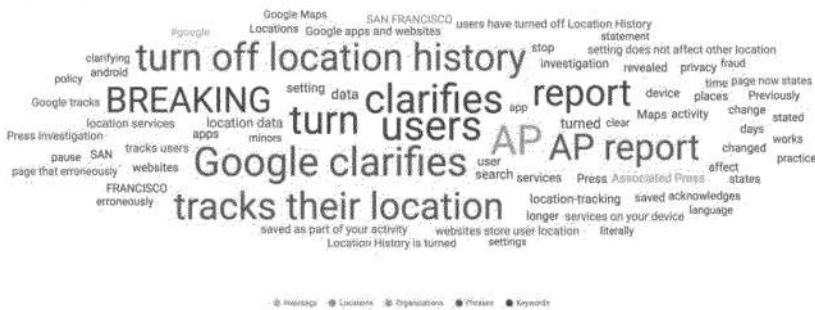 Google Maps
SAN FRANCISCO
#google
Locations Google apps and websites users have turned off Location History
statement
clarifying turn off location history stop setting does not affect other location
policy android investigation revealed privacy fraud
Google tracks BREAKING setting data clarifies app report device time page now states
places Previously
location services location data turn users turned clear Maps activity change stated
Press Investigation apps minors AP AP report days
pause SAN tracks users Google clarifies user changed works
page that erroneously websites search services Press Associated Press affect practice
states
FRANCISCO tracks their location location-tracking saved acknowledges
erroneously longer services on your device language
saved as part of your activity websites store user location literally
Location History is turned settings
Hashtags Locations Organisations Phrases Keywords